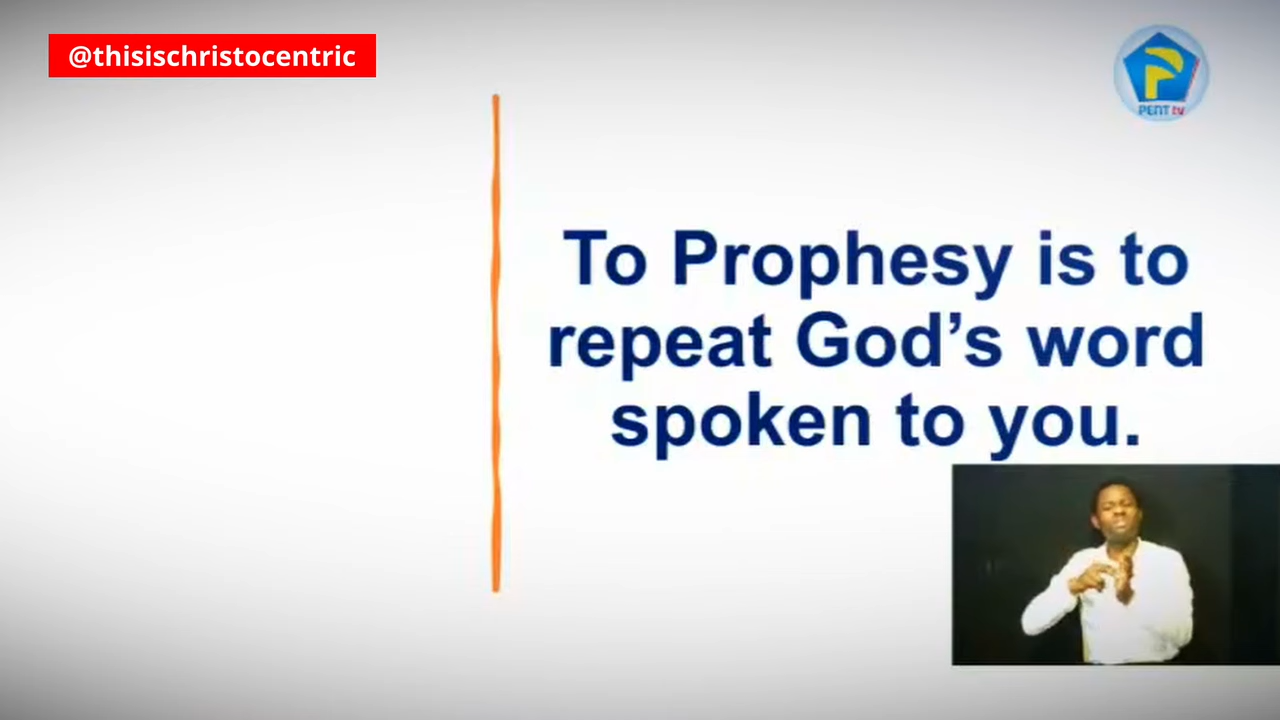 @thisischristocentric
PENT tv
To Prophesy is to
repeat God’s word
spoken to you.